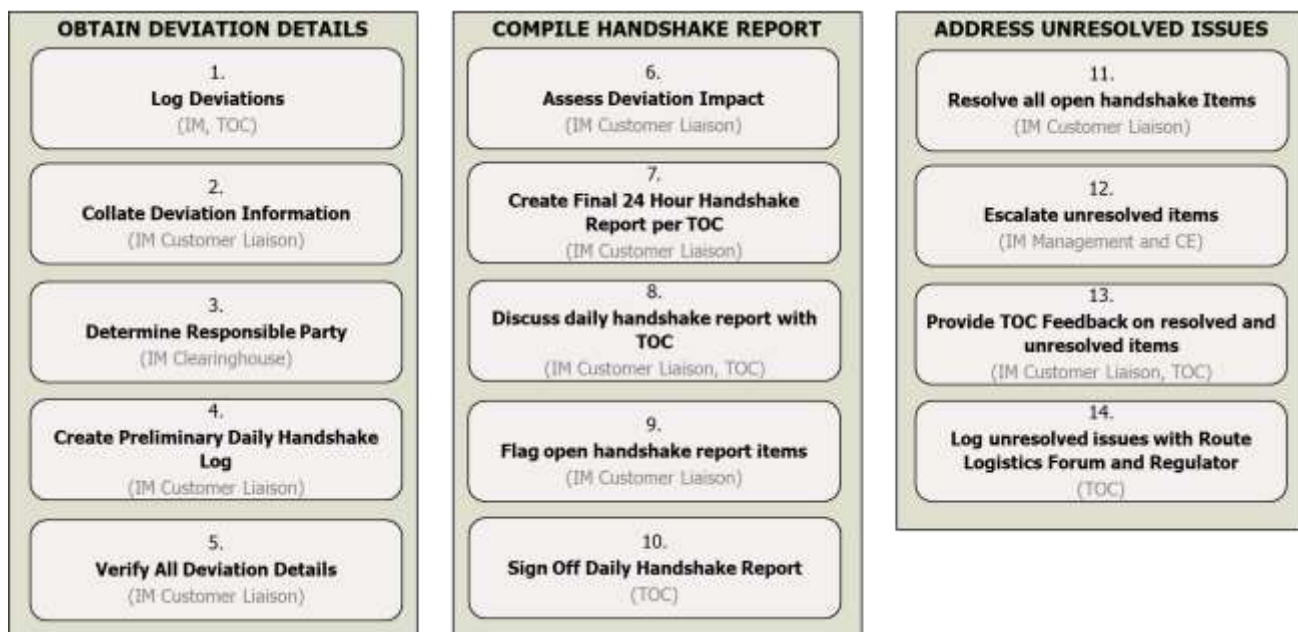 OBTAIN DEVIATION DETAILS
1.
Log Deviations
(IM, TOC)
2.
Collate Deviation Information
(IM Customer Liaison)
3.
Determine Responsible Party
(IM Clearinghouse)
4.
Create Preliminary Daily Handshake
Log
(IM Customer Liaison)
5.
Verify All Deviation Details
(IM Customer Liaison)
COMPILE HANDSHAKE REPORT
6.
Assess Deviation Impact
(IM Customer Liaison)
7.
Create Final 24 Hour Handshake
Report per TOC
(IM Customer Liaison)
8.
Discuss daily handshake report with
TOC
(IM Customer Liaison, TOC)
9.
Flag open handshake report items
(IM Customer Liaison)
10.
Sign Off Daily Handshake Report
(TOC)
ADDRESS UNRESOLVED ISSUES
11.
Resolve all open handshake Items
(IM Customer Liaison)
12.
Escalate unresolved items
(IM Management and CE)
13.
Provide TOC Feedback on resolved and
unresolved items
(IM Customer Liaison, TOC)
14.
Log unresolved issues with Route
Logistics Forum and Regulator
(TOC)